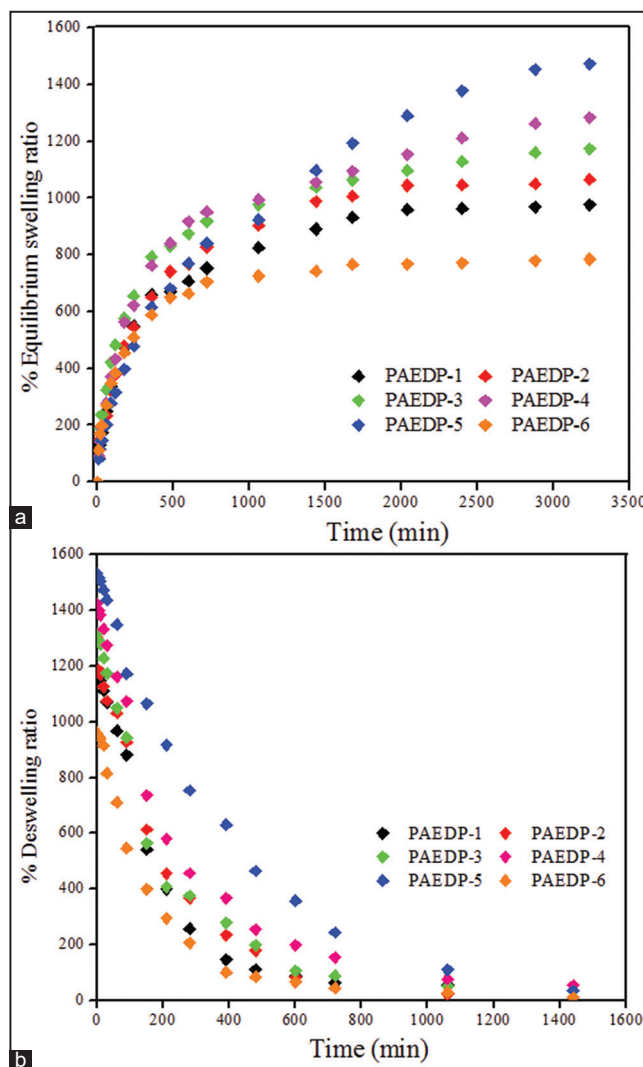 1600
1400
1200
1000
800
600
400
200
0
% Equilibrium swelling ratio
PAEDP-1 PAEDP-2
PAEDP-3 PAEDP-4
PAEDP-5 PAEDP-6
0 500 1000 1500 2000 2500 3000 3500
Time (min)
a
1600
1400
1200
1000
800
600
400
200
0
% Deswelling ratio
PAEDP-1 PAEDP-2
PAEDP-3 PAEDP-4
PAEDP-5 PAEDP-6
0 200 400 600 800 1000 1200 1400 1600
Time (min)
b